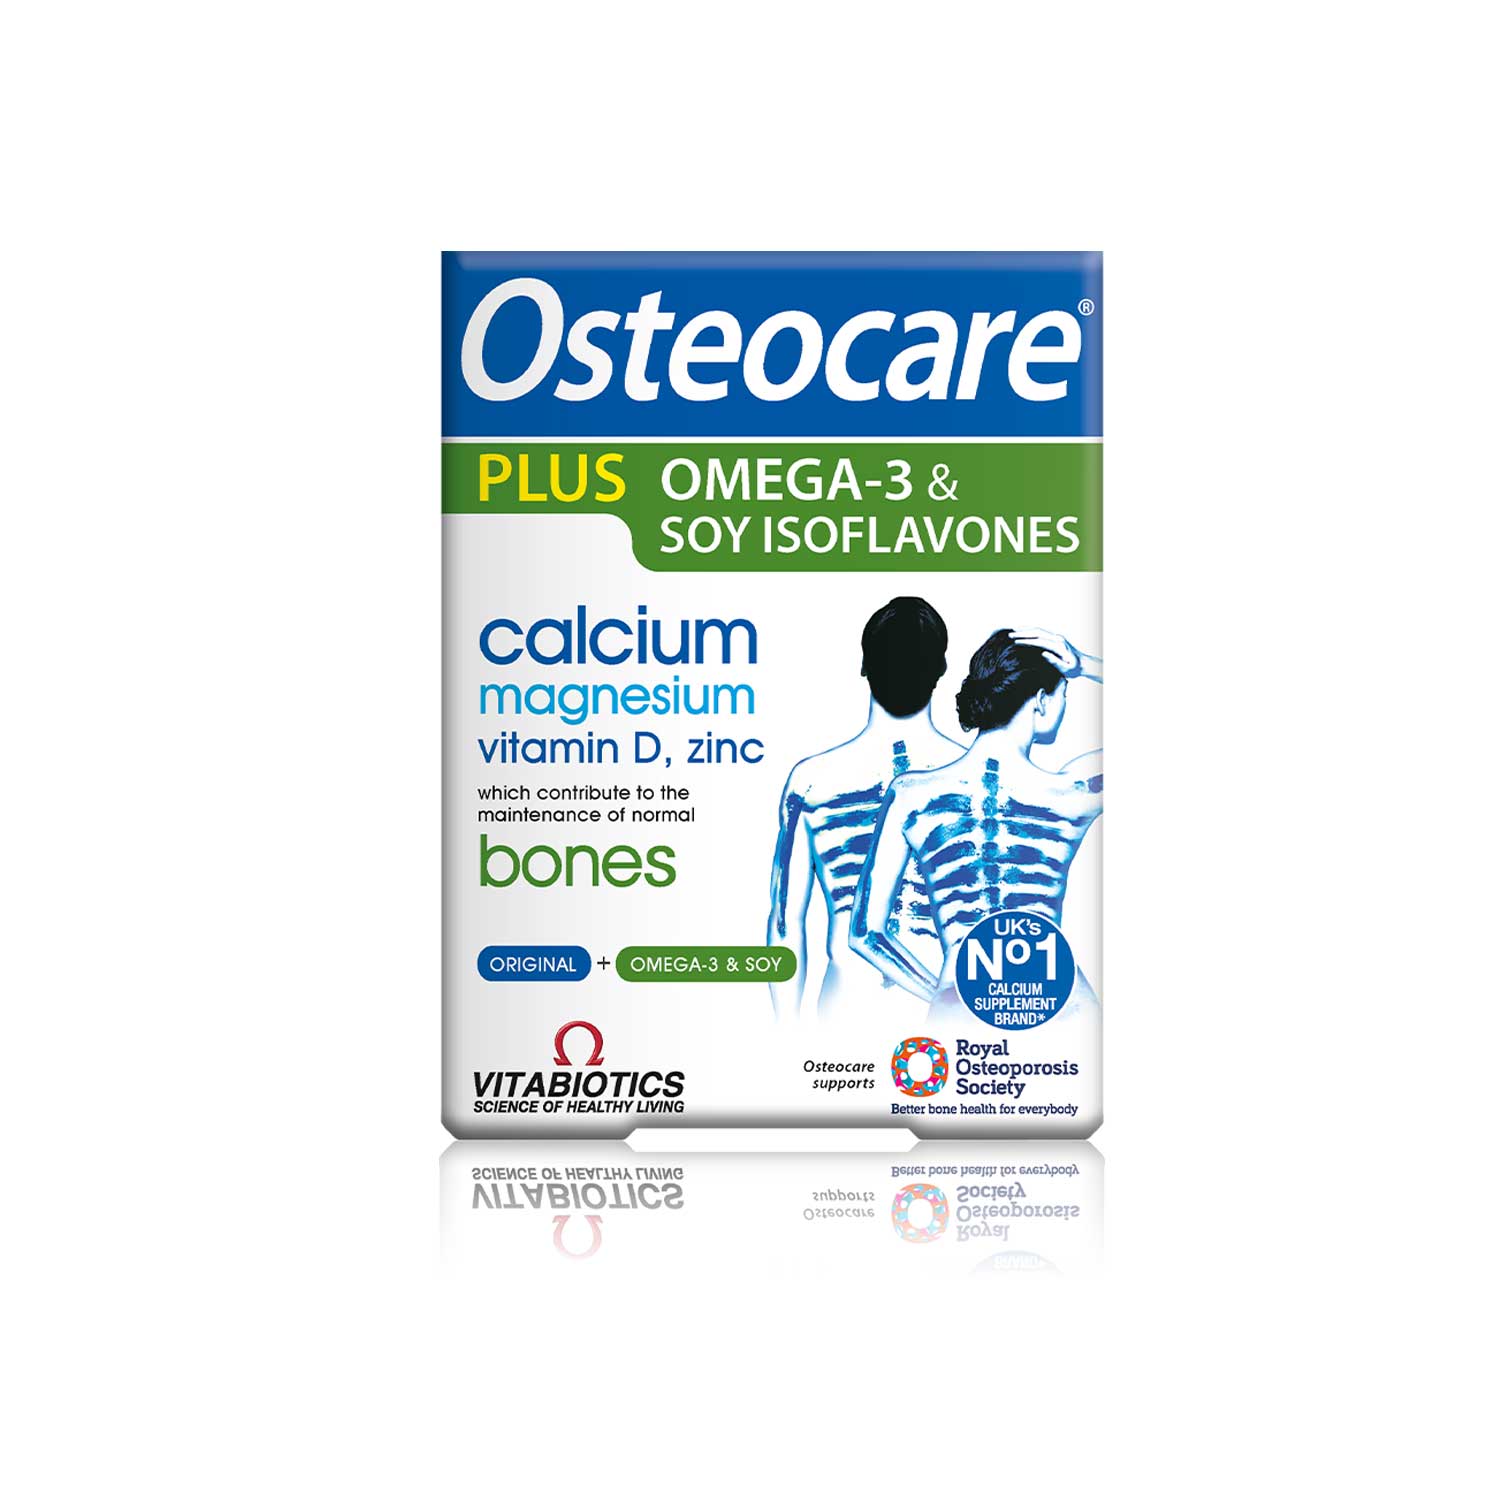 Osteocare®
PLUS OMEGA-3 &
SOY ISOFLAVONES
calcium
magnesium
vitamin D, zinc
which contribute to the
maintenance of normal
bones
ORIGINAL + OMEGA-3 & SOY
UK's
Nº1
CALCIUM
SUPPLEMENT
BRAND*
VITABIOTICS
SCIENCE OF HEALTHY LIVING
Osteocare
supports
Royal
Osteoporosis
Society
Better bone health for everybody